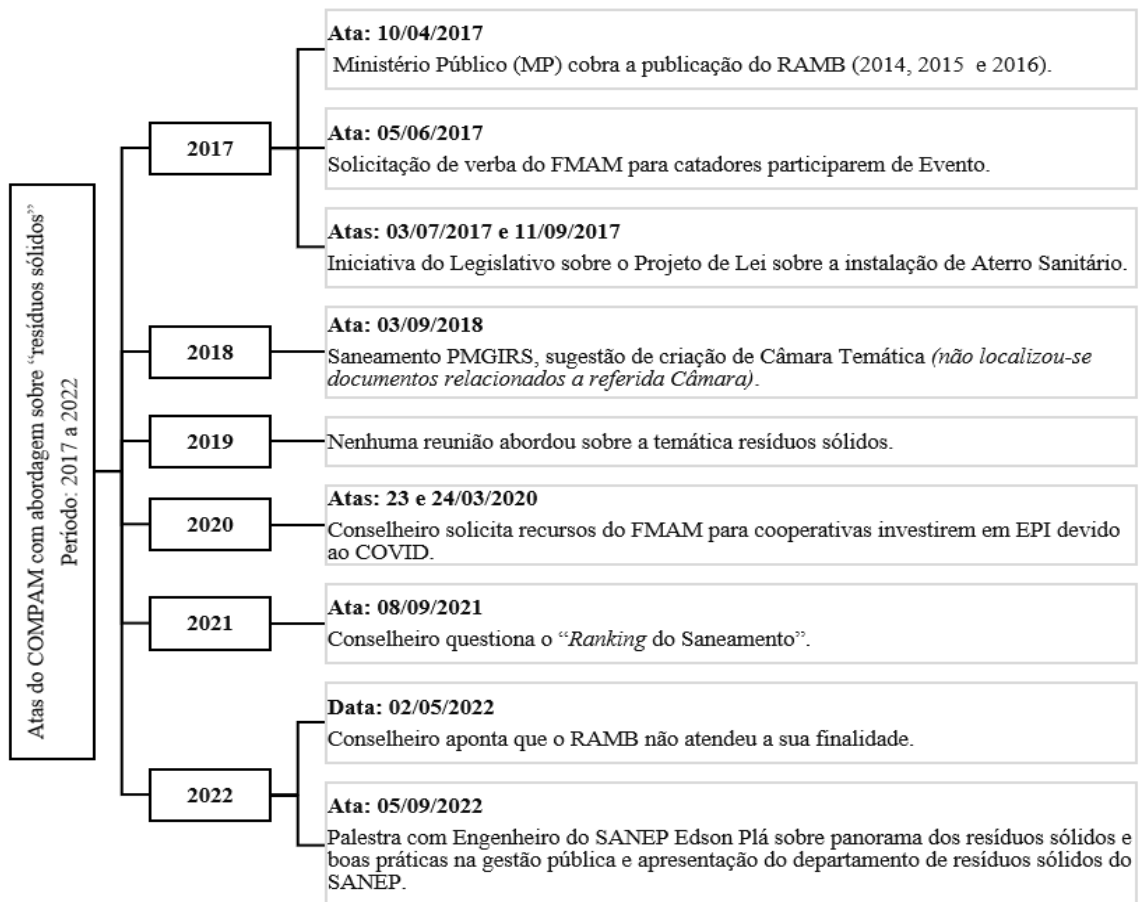 Atas do COMPAM com abordagem sobre “resíduos sólidos”
Período: 2017 a 2022
2017
Ata: 10/04/2017
Ministério Público (MP) cobra a publicação do RAMB (2014, 2015 e 2016).
Ata: 05/06/2017
Solicitação de verba do FMAM para catadores participarem de Evento.
Atas: 03/07/2017 e 11/09/2017
Iniciativa do Legislativo sobre o Projeto de Lei sobre a instalação de Aterro Sanitário.
2018
Ata: 03/09/2018
Saneamento PMGIRS, sugestão de criação de Câmara Temática (não localizou-se
documentos relacionados a referida Câmara).
2019
Nenhuma reunião abordou sobre a temática resíduos sólidos.
2020
Atas: 23 e 24/03/2020
Conselheiro solicita recursos do FMAM para cooperativas investirem em EPI devido
ao COVID.
2021
Ata: 08/09/2021
Conselheiro questiona o “Ranking do Saneamento”.
2022
Data: 02/05/2022
Conselheiro aponta que o RAMB não atendeu a sua finalidade.
Ata: 05/09/2022
Palestra com Engenheiro do SANEP Edson Plá sobre panorama dos resíduos sólidos e
boas práticas na gestão pública e apresentação do departamento de resíduos sólidos do
SANEP.